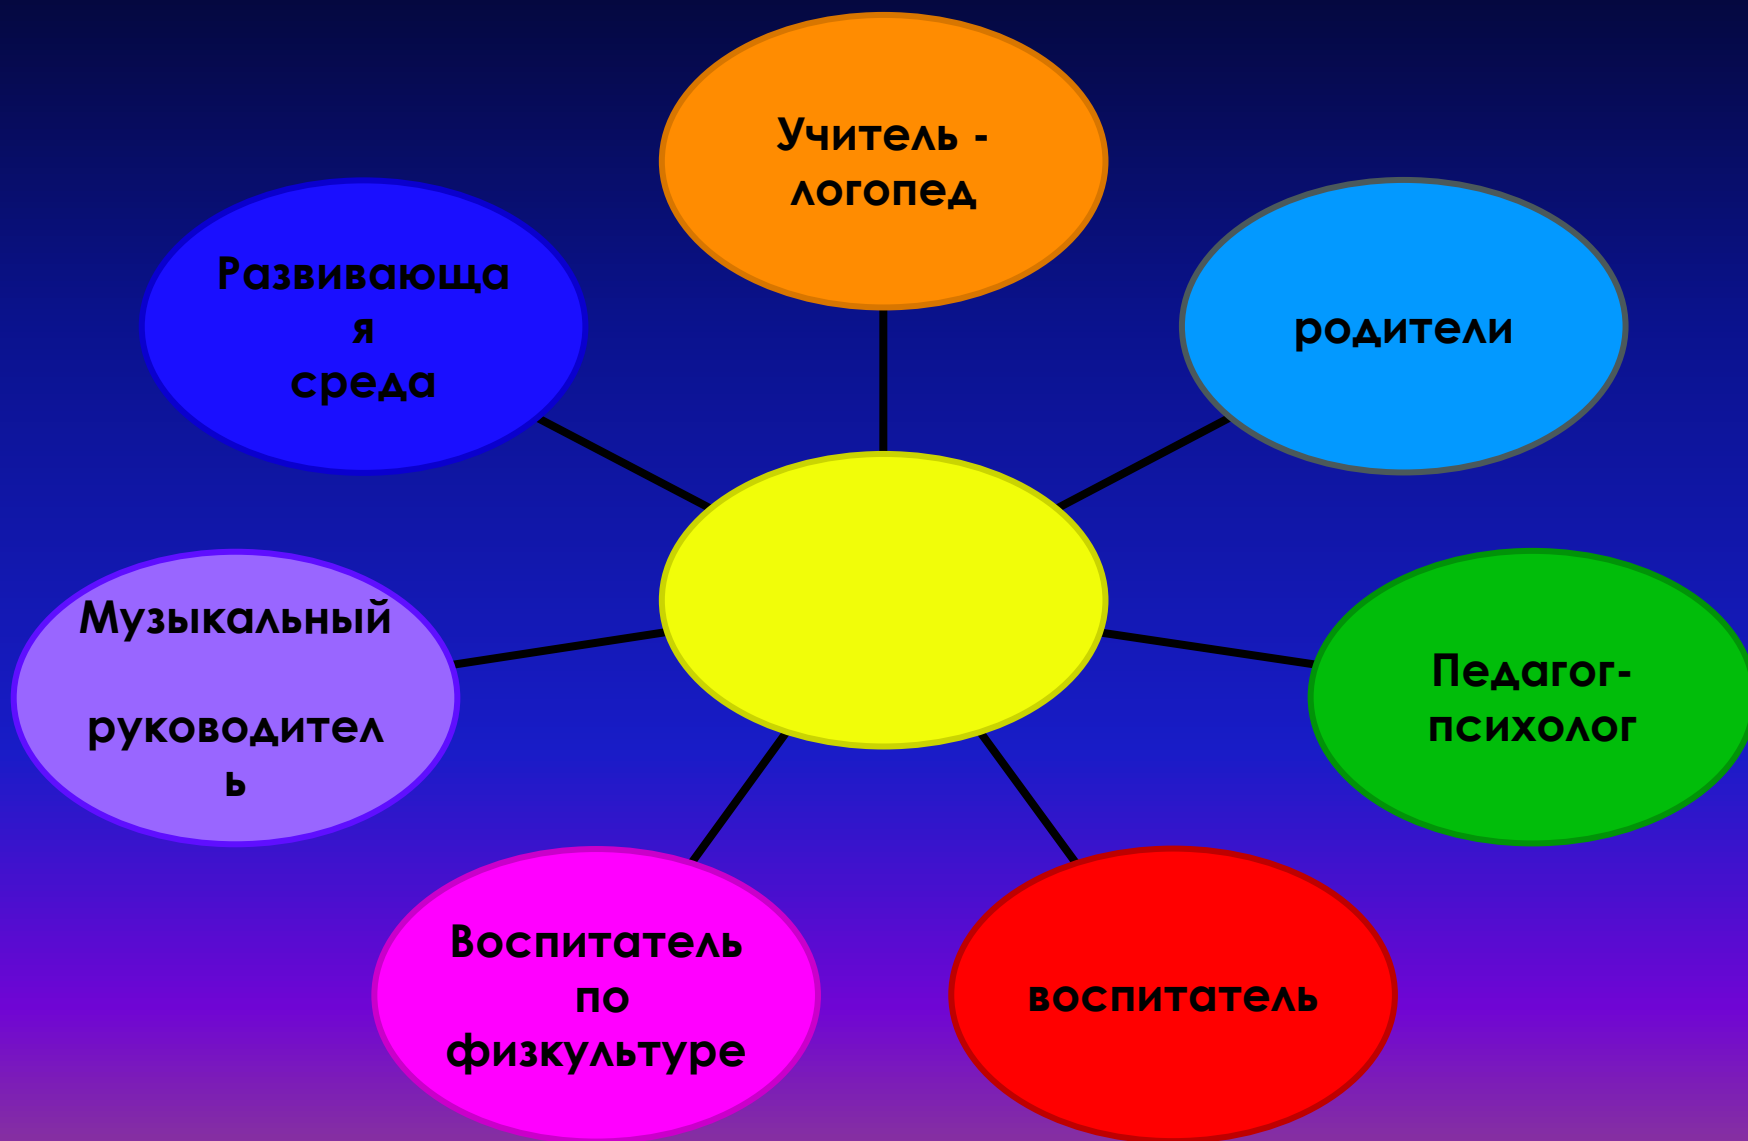 Учитель -
логопед
родители
Педагог-
психолог
воспитатель
Воспитатель
по
физкультуре
Музыкальный
руководител
ь
Развивающа
я
среда